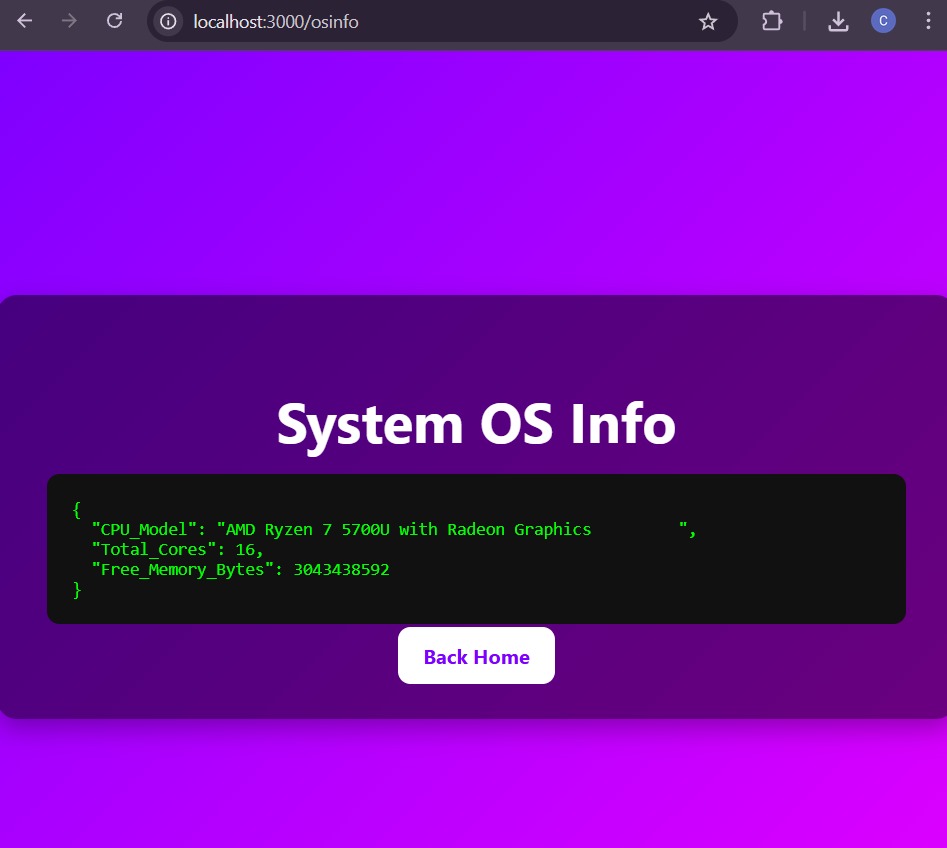 localhost:3000/osinfo
C
System OS Info
{
  "CPU_Model": "AMD Ryzen 7 5700U with Radeon Graphics         ",
  "Total_Cores": 16,
  "Free_Memory_Bytes": 3043438592
}
Back Home